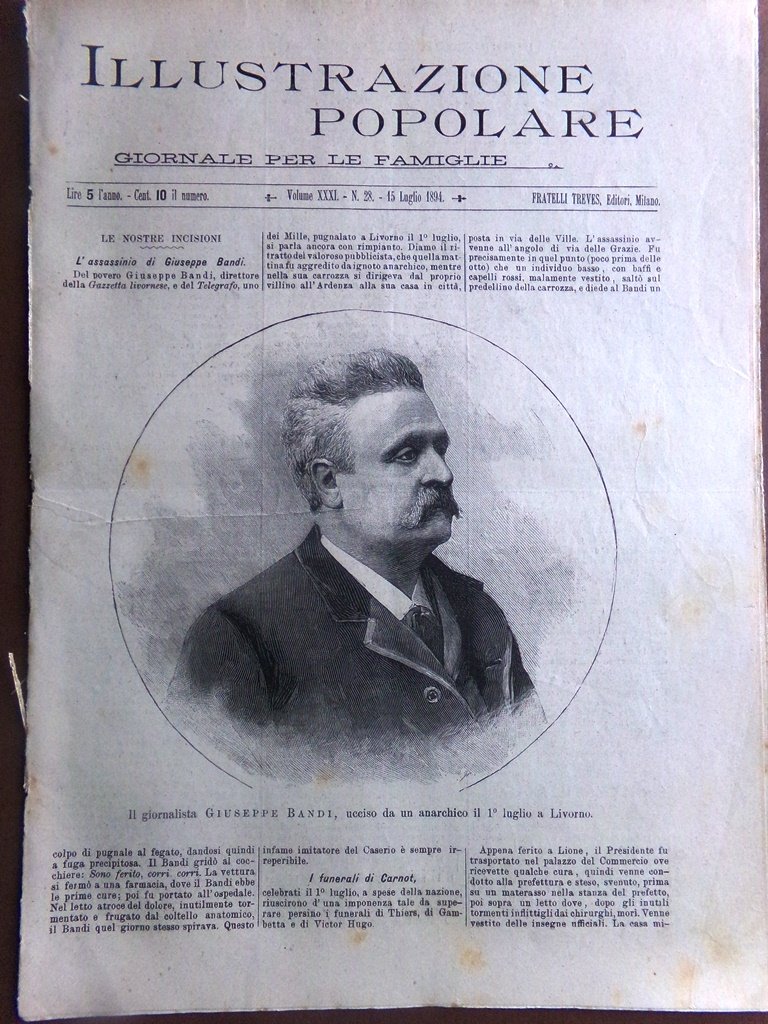 ILLUSTRAZIONE
POPOLARE
GIORNALE PER LE FAMIGLIE
Lire 5 l'anno. - Cent. 10 il numero.
Volume XXXI. - N. 28. - 15 Luglio 1894.
FRATELLI TREVES, Editori, Milano.
LE NOSTRE INCISIONI
L'assassinio di Giuseppe Bandi.
Del povero Giuseppe Bandi, direttore
della Gazzetta livornese, e del Telegrafo, uno
dei Mille, pugnalato a Livorno il 1º luglio,
si parla ancora con rimpianto. Diamo il ri-
tratto del valoroso pubblicista, che quella mat-
tina fu aggredito da ignoto anarchico, mentre
nella sua carrozza si dirigeva dal proprio
villino all'Ardenza alla sua casa in città,
posta in via delle Ville. L'assassinio av-
venne all'angolo di via delle Grazie. Fu
precisamente in quel punto (poco prima delle
otto) che un individuo basso, con baffi e
capelli rossi, malamente vestito, saltò sul
predellino della carrozza, e diede al Bandi un
Il giornalista GIUSEPPE BANDI, ucciso da un anarchico il 1º luglio a Livorno.
colpo di pugnale al fegato, dandosi quindi
a fuga precipitosa. Il Bandi gridò al coc-
chiere: Sono ferito, corri, corri. La vettura
si fermò a una farmacia, dove il Bandi ebbe
le prime cure; poi fu portato all'ospedale.
Nel letto atroce del dolore, inutilmente tor-
mentato e frugato dal coltello anatomico,
il Bandi quel giorno stesso spirava. Questo
infame imitatore del Caserio è sempre ir-
reperibile.
I funerali di Carnot,
celebrati il 1º luglio, a spese della nazione,
riuscirono d'una imponenza tale da supe-
rare persino i funerali di Thiers, di Gam-
betta e di Victor Hugo.
Appena ferito a Lione, il Presidente fu
trasportato nel palazzo del Commercio ove
ricevette qualche cura, quindi venne con-
dotto alla prefettura e steso, svenuto, prima
su un materasso nella stanza del prefetto,
poi sopra un letto dove, dopo gli inutili
tormenti inflittigli dai chirurghi, morì. Venne
vestito delle insegne ufficiali. La casa mi-